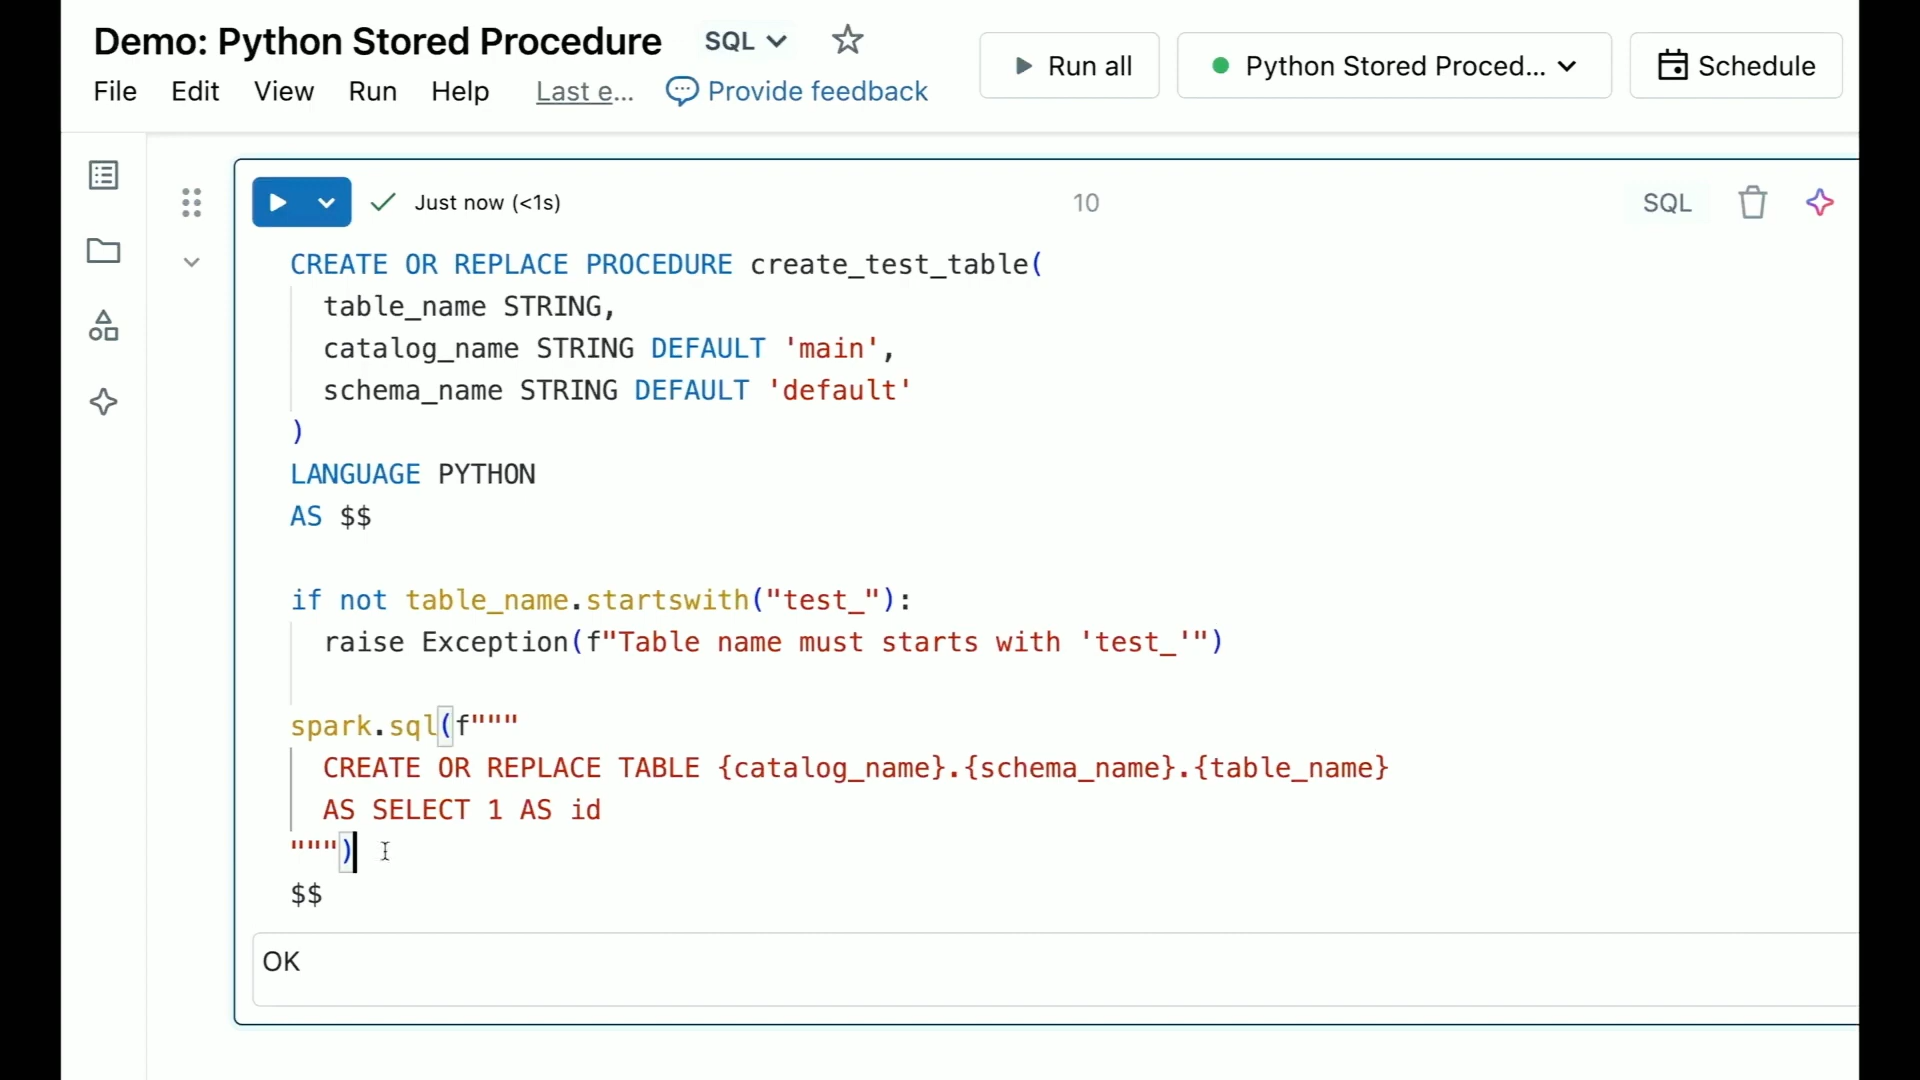 Demo: Python Stored Procedure SQL
File Edit View Run Help Last e... Provide feedback
Run all
Python Stored Proced...
Schedule
Just now (<1s)
10
SQL
CREATE OR REPLACE PROCEDURE create_test_table(
table_name STRING,
catalog_name STRING DEFAULT 'main',
schema_name STRING DEFAULT 'default'
)
LANGUAGE PYTHON
AS $$
if not table_name.startswith("test_"):
raise Exception(f"Table name must starts with 'test_'")
spark.sql(f"""
CREATE OR REPLACE TABLE {catalog_name}.{schema_name}.{table_name}
AS SELECT 1 AS id
""")
$$
OK